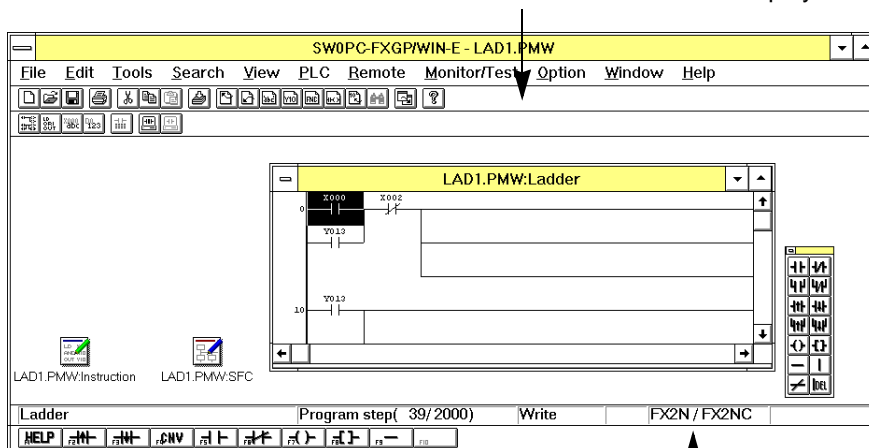 SW0PC-FXGP/WIN-E - LAD1.PMW
File Edit Tools Search View PLC Remote Monitor/Test Option Window Help
LAD1.PMW:Ladder
X000 X002
0
Y013
Y013
10
LAD1.PMW:Instruction LAD1.PMW:SFC
Ladder Program step( 39/2000) Write FX2N / FX2NC
HELP CNV